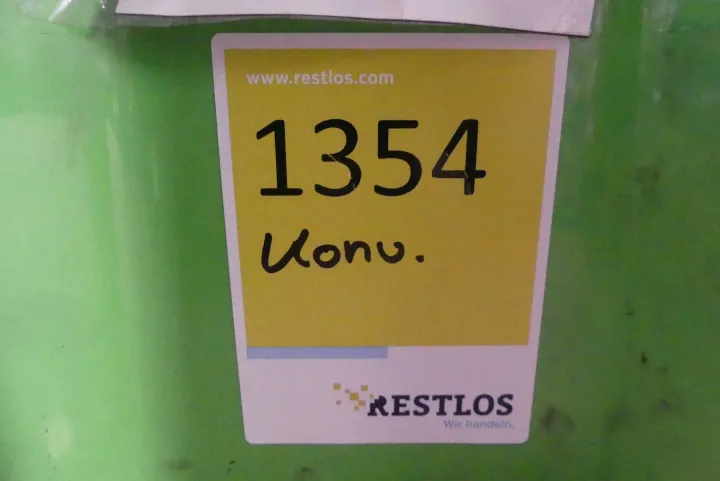 www.restlos.com
1354
Konv.
RESTLOS
Wir handeln.